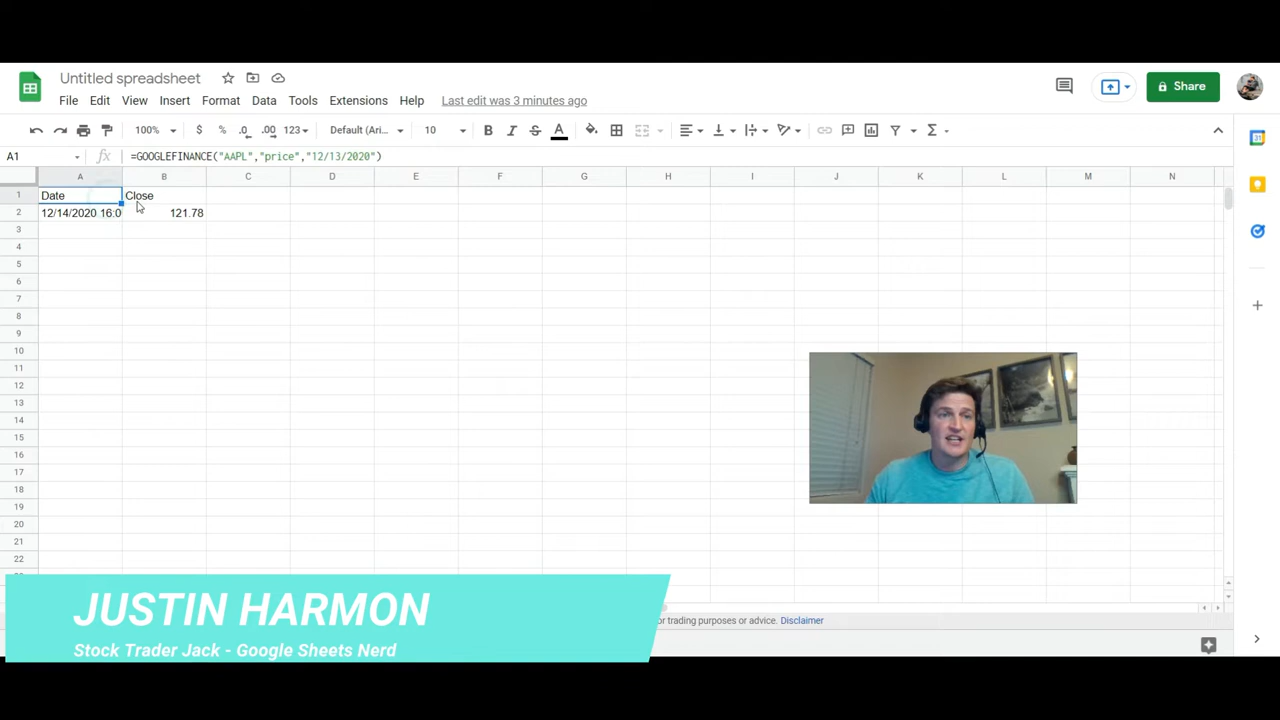 Untitled spreadsheet
File Edit View Insert Format Data Tools Extensions Help Last edit was 3 minutes ago
Share
100% $ % .0 .00 123 Default (Ari... 10 B I S A
A1 fx =GOOGLEFINANCE("AAPL","price","12/13/2020")
A B C D E F G H I J K L M N
1 Date Close
2 12/14/2020 16:0 121.78
3
4
5
6
7
8
9
10
11
12
13
14
15
16
17
18
19
20
21
22
JUSTIN HARMON
or trading purposes or advice. Disclaimer
Stock Trader Jack - Google Sheets Nerd